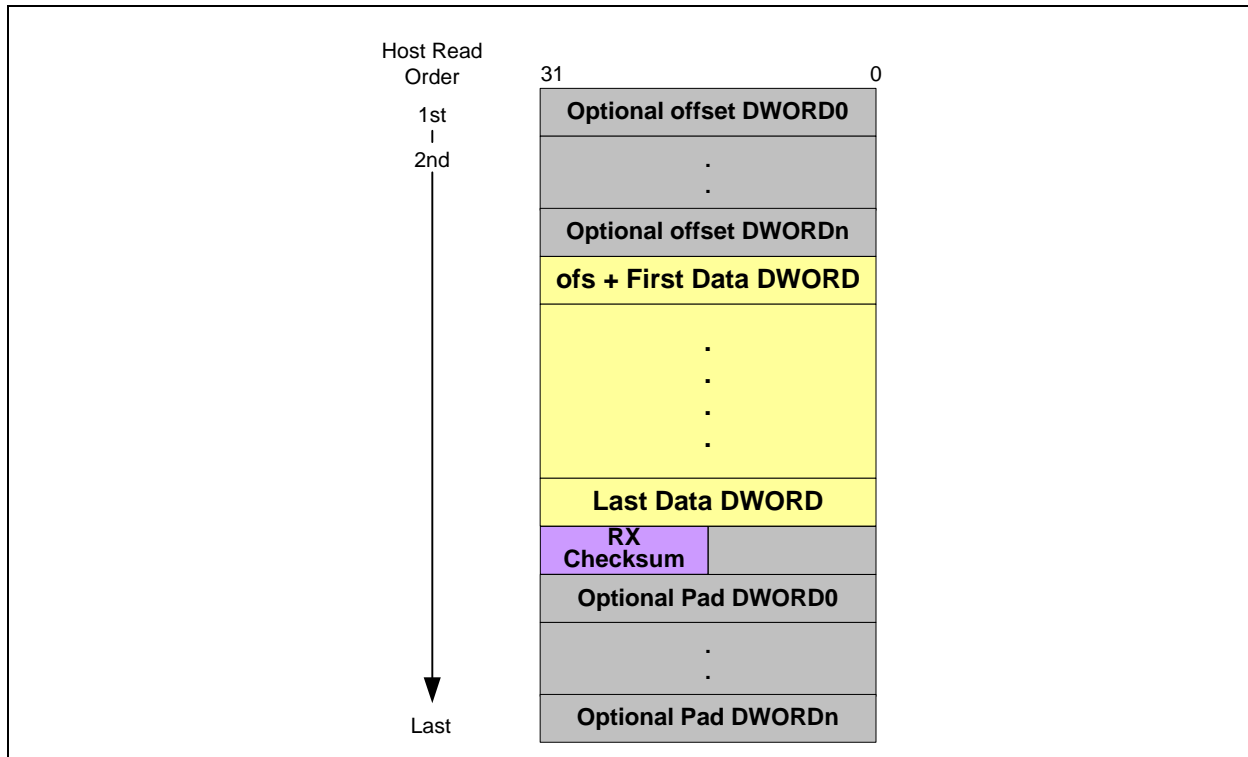 Host Read
Order
31
0
1st
2nd
Optional offset DWORD0
.
.
Optional offset DWORDn
ofs + First Data DWORD
.
.
.
.
Last Data DWORD
RX
Checksum
Optional Pad DWORD0
.
.
Optional Pad DWORDn
Last